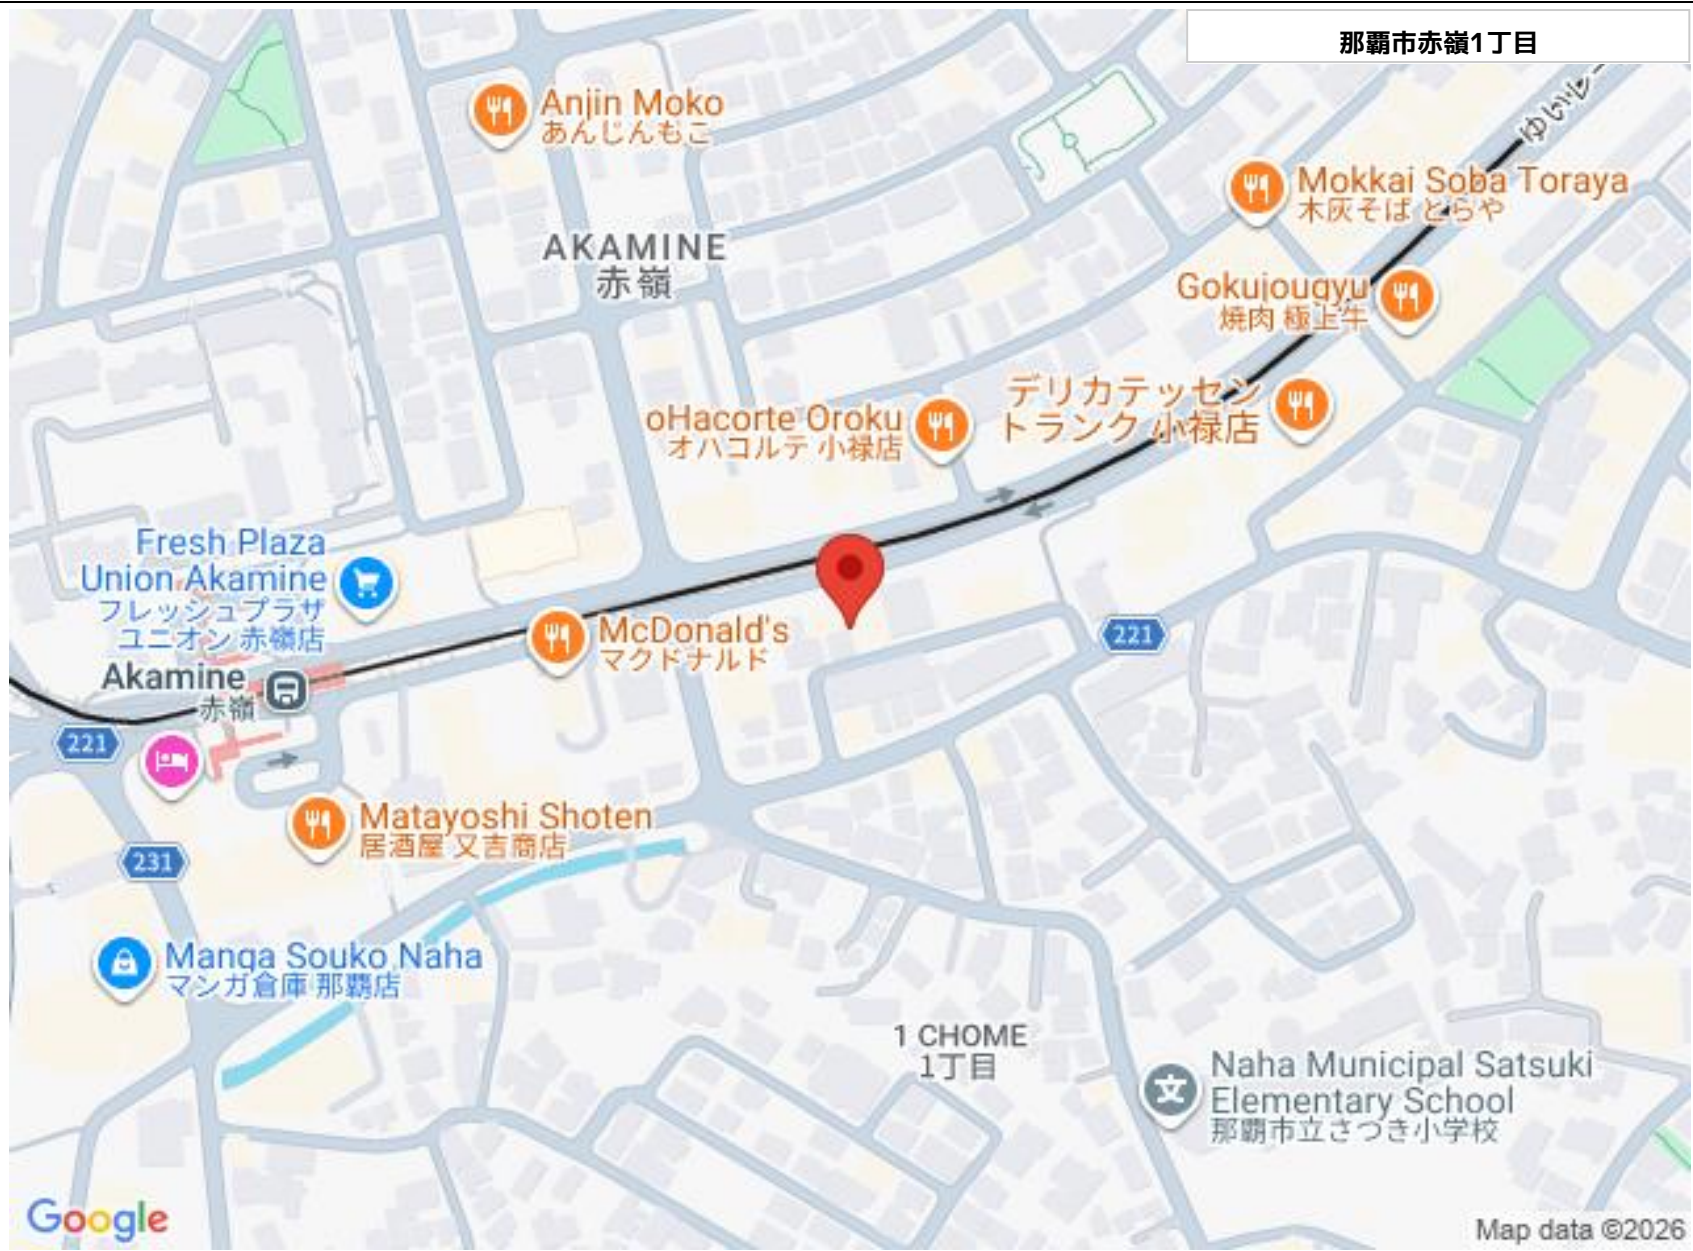 那覇市赤嶺1丁目
Anjin Moko
あんじんもこ
ゆいレー
Mokkai Soba Toraya
木灰そば とらや
AKAMINE
赤嶺
Gokujougyu
焼肉 極上牛
デリカテッセン
トランク 小禄店
oHacorte Oroku
オハコルテ 小禄店
Fresh Plaza
Union Akamine
フレッシュプラザ
ユニオン 赤嶺店
McDonald's
マクドナルド
221
Akamine
赤嶺
221
Matayoshi Shoten
居酒屋 又吉商店
231
Manga Souko Naha
マンガ倉庫 那覇店
1 CHOME
1丁目
Naha Municipal Satsuki
Elementary School
那覇市立さつき小学校
文
Google
Map data ©2026